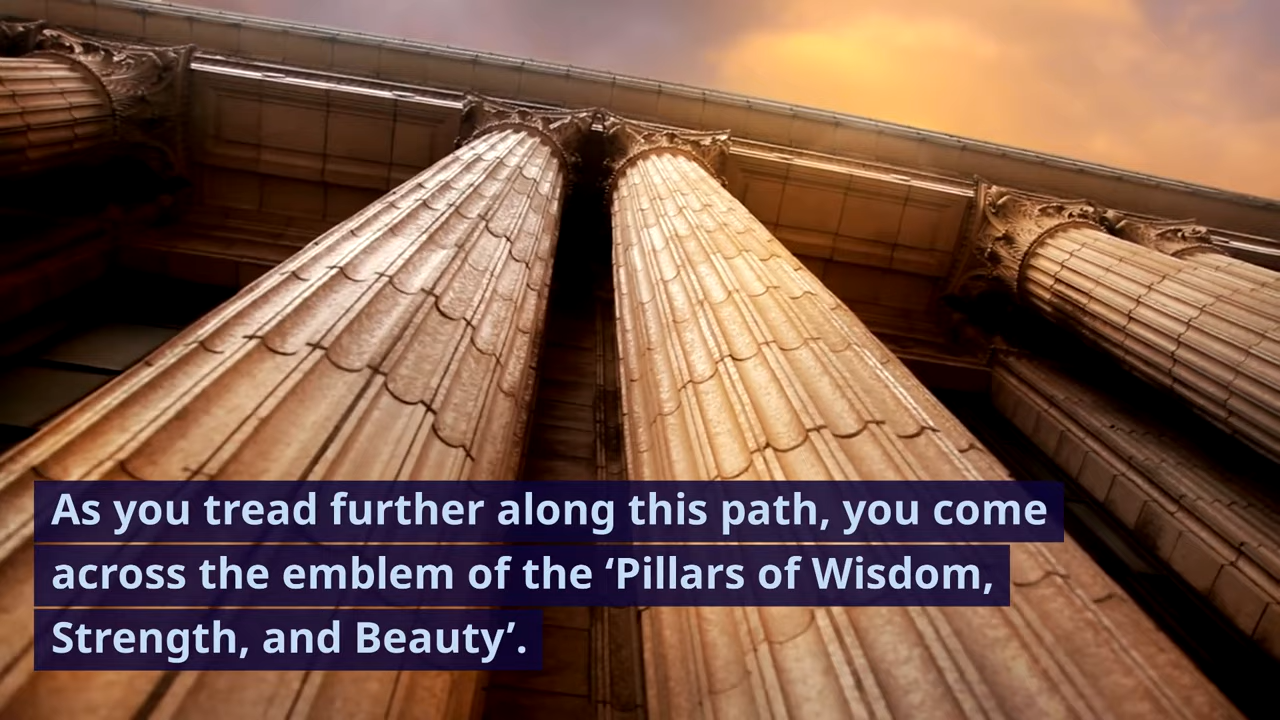 As you tread further along this path, you come
across the emblem of the ‘Pillars of Wisdom,
Strength, and Beauty’.